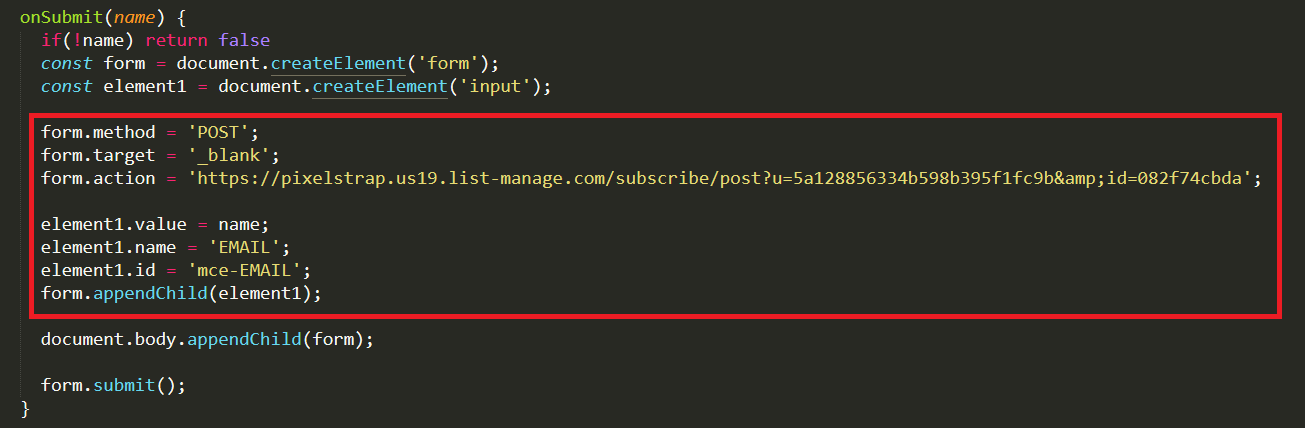 onSubmit(name) {
if(!name) return false
const form = document.createElement('form');
const element1 = document.createElement('input');
form.method = 'POST';
form.target = '_blank';
form.action = 'https://pixelstrap.us19.list-manage.com/subscribe/post?u=5a128856334b598b395f1fc9b&amp;id=082f74cbda';
element1.value = name;
element1.name = 'EMAIL';
element1.id = 'mce-EMAIL';
form.appendChild(element1);
document.body.appendChild(form);
form.submit();
}